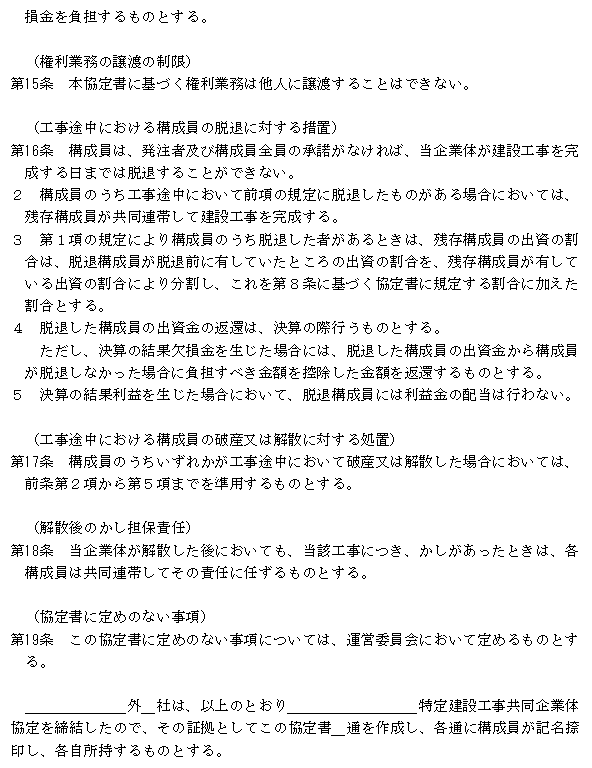 損金を負担するものとする。
（権利業務の譲渡の制限）
第15条　本協定書に基づく権利業務は他人に譲渡することはできない。
（工事途中における構成員の脱退に対する措置）
第16条　構成員は、発注者及び構成員全員の承諾がなければ、当企業体が建設工事を完
成する日までは脱退することができない。
２　構成員のうち工事途中において前項の規定に脱退したものがある場合においては、
残存構成員が共同連帯して建設工事を完成する。
３　第１項の規定により構成員のうち脱退した者があるときは、残存構成員の出資の割
合は、脱退構成員が脱退前に有していたところの出資の割合を、残存構成員が有して
いる出資の割合により分割し、これを第８条に基づく協定書に規定する割合に加えた
割合とする。
４　脱退した構成員の出資金の返還は、決算の際行うものとする。
ただし、決算の結果欠損金を生じた場合には、脱退した構成員の出資金から構成員
が脱退しなかった場合に負担すべき金額を控除した金額を返還するものとする。
５　決算の結果利益を生じた場合において、脱退構成員には利益金の配当は行わない。
（工事途中における構成員の破産又は解散に対する処置）
第17条　構成員のうちいずれかが工事途中において破産又は解散した場合においては、
前条第２項から第５項までを準用するものとする。
（解散後のかし担保責任）
第18条　当企業体が解散した後においても、当該工事につき、かしがあったときは、各
構成員は共同連帯してその責任に任ずるものとする。
（協定書に定めのない事項）
第19条　この協定書に定めのない事項については、運営委員会において定めるものとす
る。
＿＿＿＿＿＿＿外＿社は、以上のとおり＿＿＿＿＿＿＿＿＿特定建設工事共同企業体
協定を締結したので、その証拠としてこの協定書＿通を作成し、各通に構成員が記名捺
印し、各自所持するものとする。